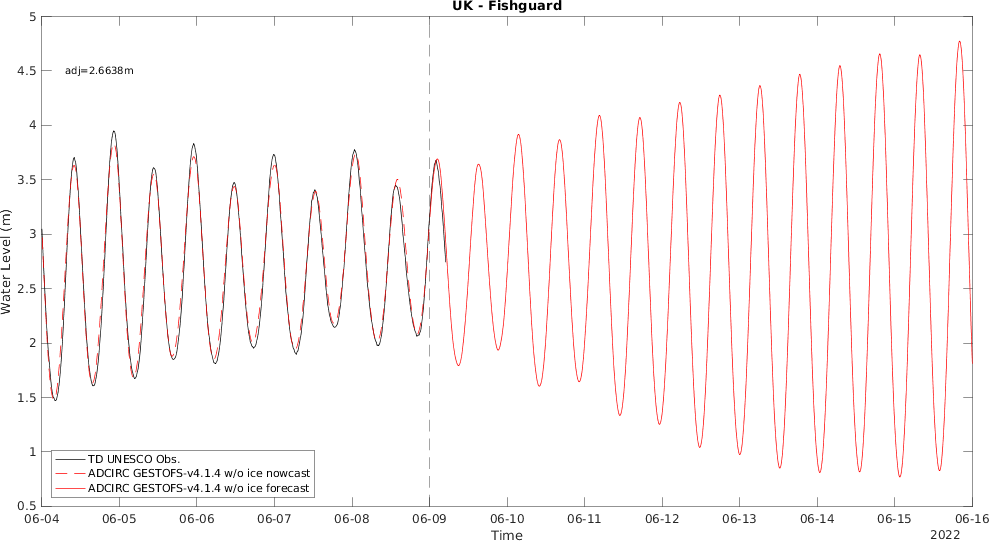 UK - Fishguard
5
4.5
4
3.5
3
2.5
2
1.5
1
0.5
Water Level (m)
adj=2.6638m
TD UNESCO Obs.
ADCIRC GESTOFS-v4.1.4 w/o ice nowcast
ADCIRC GESTOFS-v4.1.4 w/o ice forecast
06-04 06-05 06-06 06-07 06-08 06-09 06-10 06-11 06-12 06-13 06-14 06-15 06-16
Time
2022